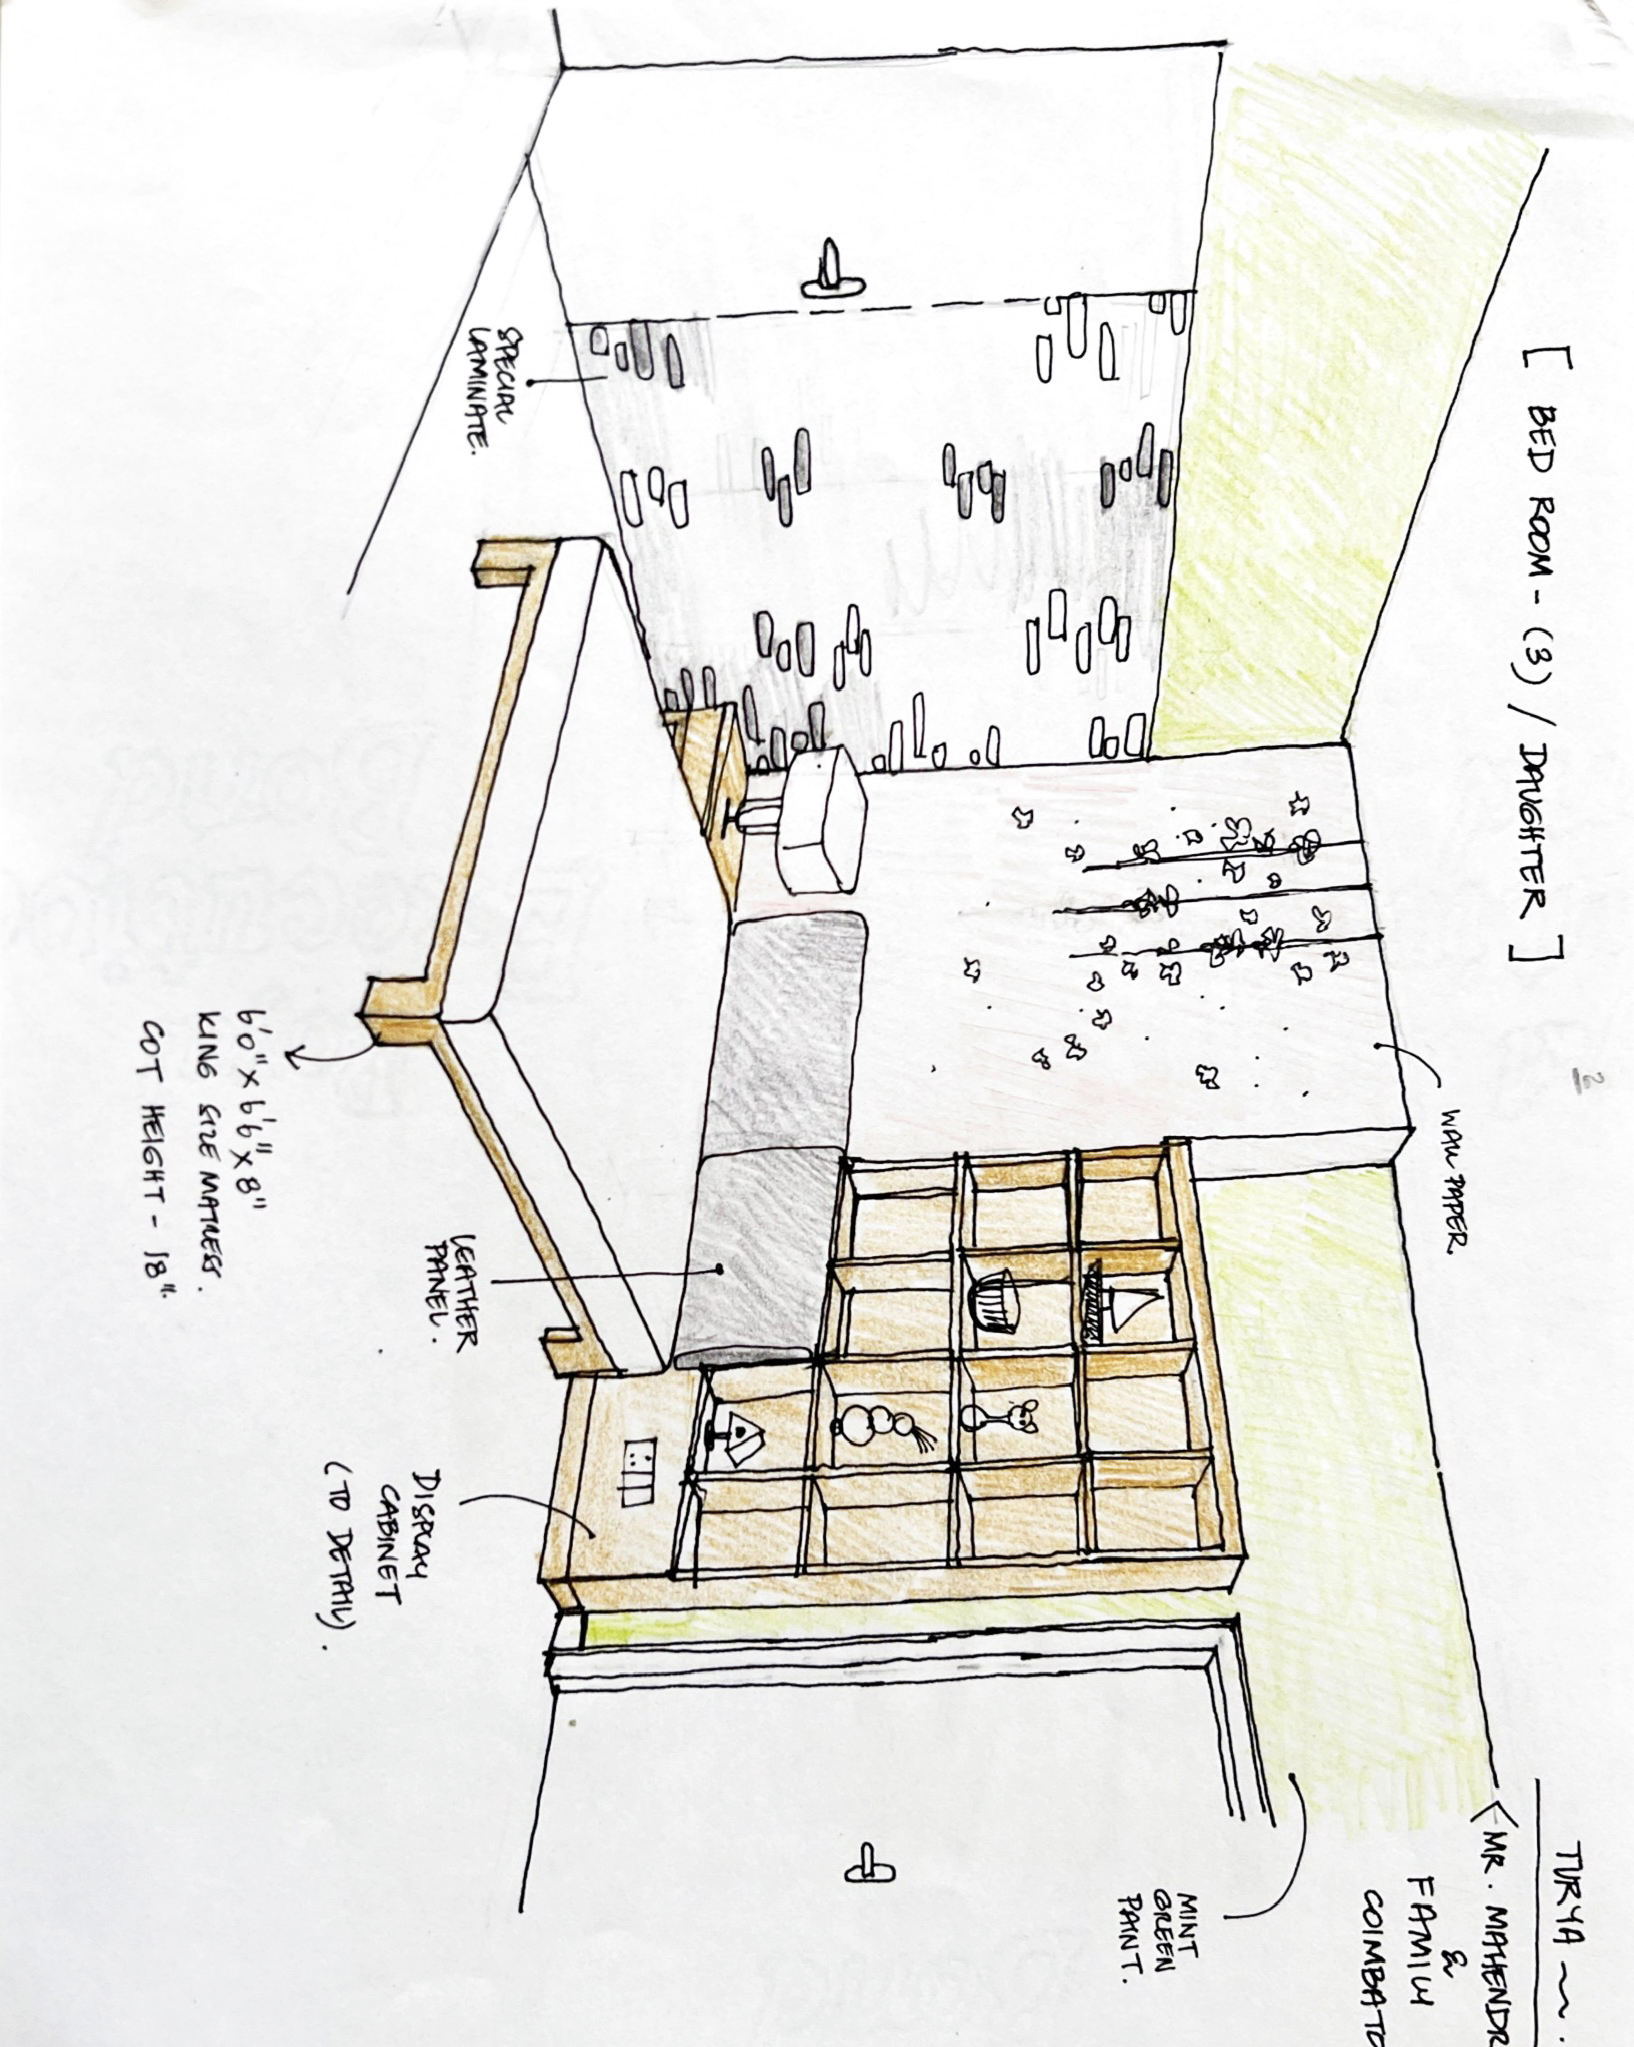 2
[ BED ROOM - (3) / DAUGHTER ]
TURYA
MR. MAHENDR
&
FAMILY
COIMBATO
WALL PAPER
MINT
GREEN
PAINT.
SPECIAL
LAMINATE.
LEATHER
PANEL.
DISPLAY
CABINET
(TO DETAIL).
6'0" x 6'6" x 8"
KING SIZE MATRESS.
COT HEIGHT - 18".